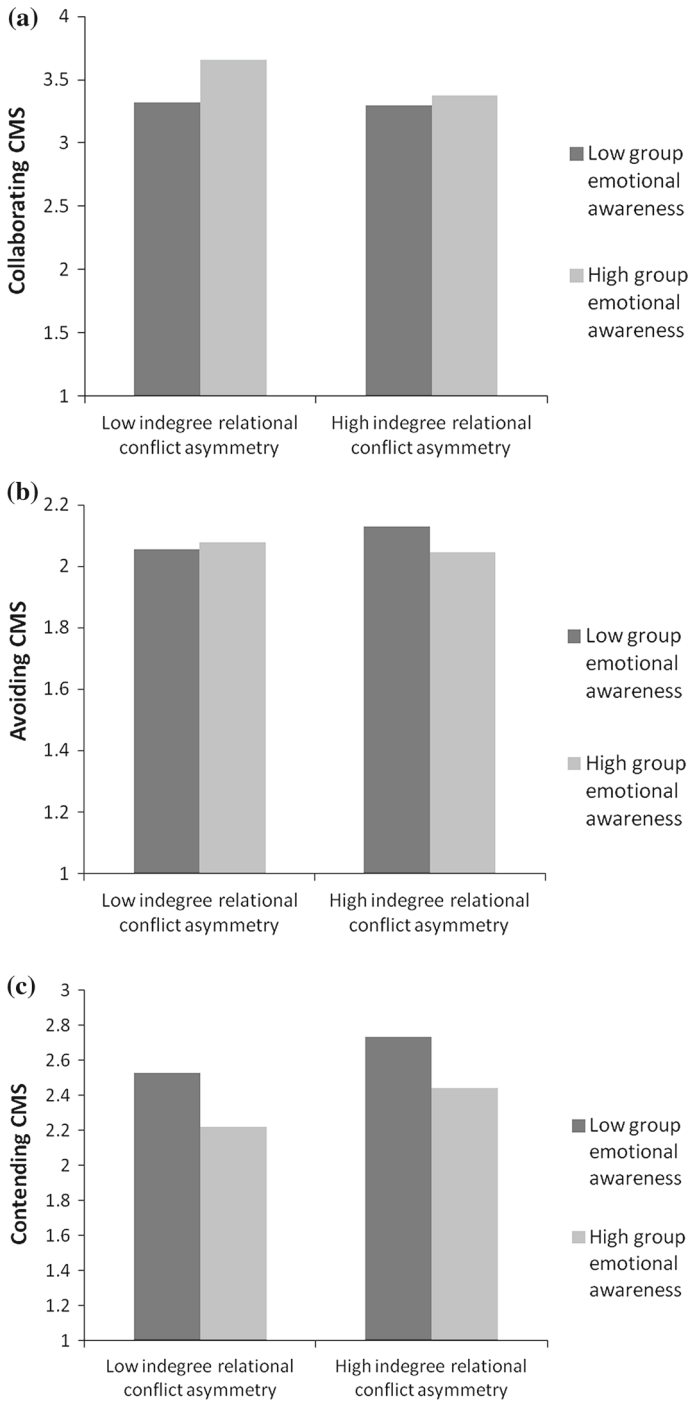 (a)
Collaborating CMS
4
3.5
3
2.5
2
1.5
1
Low indegree relational
conflict asymmetry
High indegree relational
conflict asymmetry
Low group
emotional
awareness
High group
emotional
awareness
(b)
Avoiding CMS
2.2
2
1.8
1.6
1.4
1.2
1
Low indegree relational
conflict asymmetry
High indegree relational
conflict asymmetry
Low group
emotional
awareness
High group
emotional
awareness
(c)
Contending CMS
3
2.8
2.6
2.4
2.2
2
1.8
1.6
1.4
1.2
1
Low indegree relational
conflict asymmetry
High indegree relational
conflict asymmetry
Low group
emotional
awareness
High group
emotional
awareness